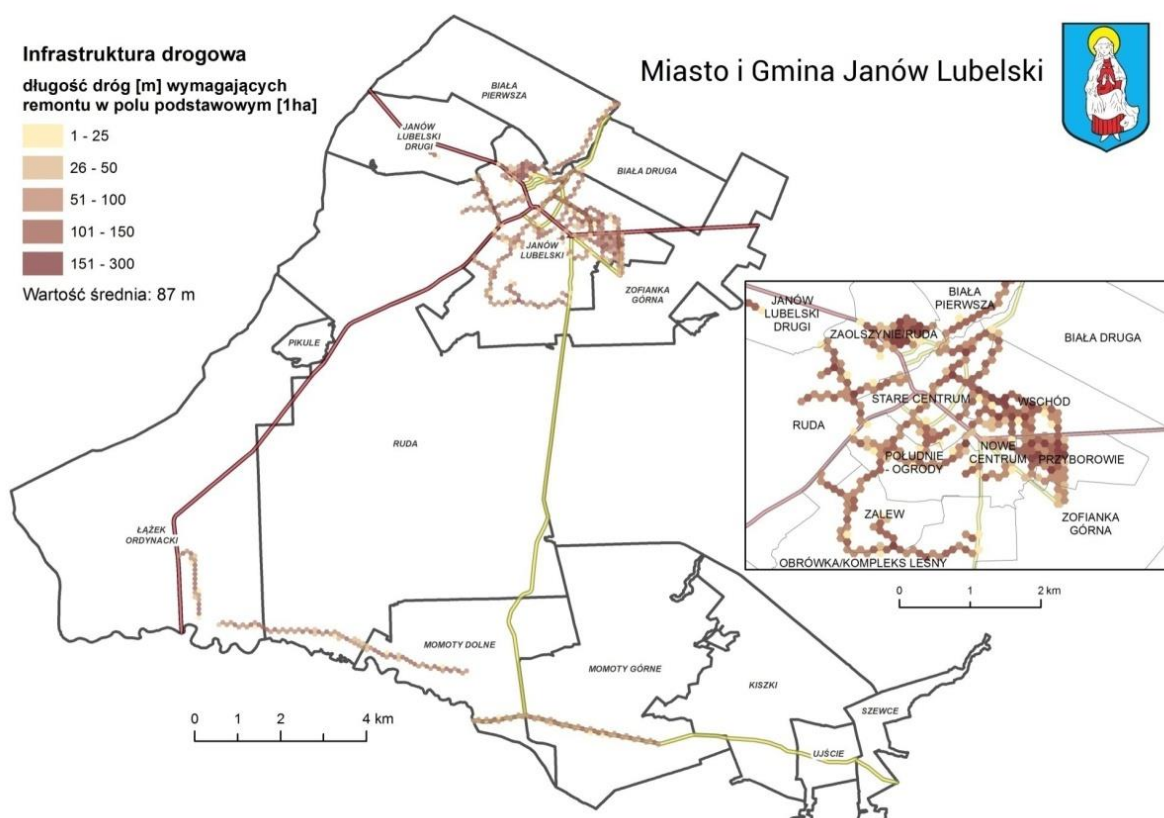 Infrastruktura drogowa
długość dróg [m] wymagających
remontu w polu podstawowym [1ha]
1 - 25
26 - 50
51 - 100
101 - 150
151 - 300
Wartość średnia: 87 m
Miasto i Gmina Janów Lubelski
BIAŁA
PIERWSZA
JANÓW
LUBELSKI
DRUGI
BIAŁA DRUGA
JANÓW
LUBELSKI
ZOFIANKA
GÓRNA
PIKULE
RUDA
ŁĄŻEK
ORDYNACKI
MOMOTY DOLNE
MOMOTY GÓRNE
KISZKI
SZEWCE
UJŚCIE
0 1 2 4 km
JANÓW
LUBELSKI
DRUGI
BIAŁA
PIERWSZA
ZAOLSZYNIE/RUDA
BIAŁA DRUGA
STARE CENTRUM
WSCHÓD
RUDA
POŁUDNIE
- OGRODY
NOWE
CENTRUM
PRZYBOROWIE
ZALEW
ZOFIANKA
GÓRNA
OBRÓWKA/KOMPLEKS LEŚNY
0 1 2 km